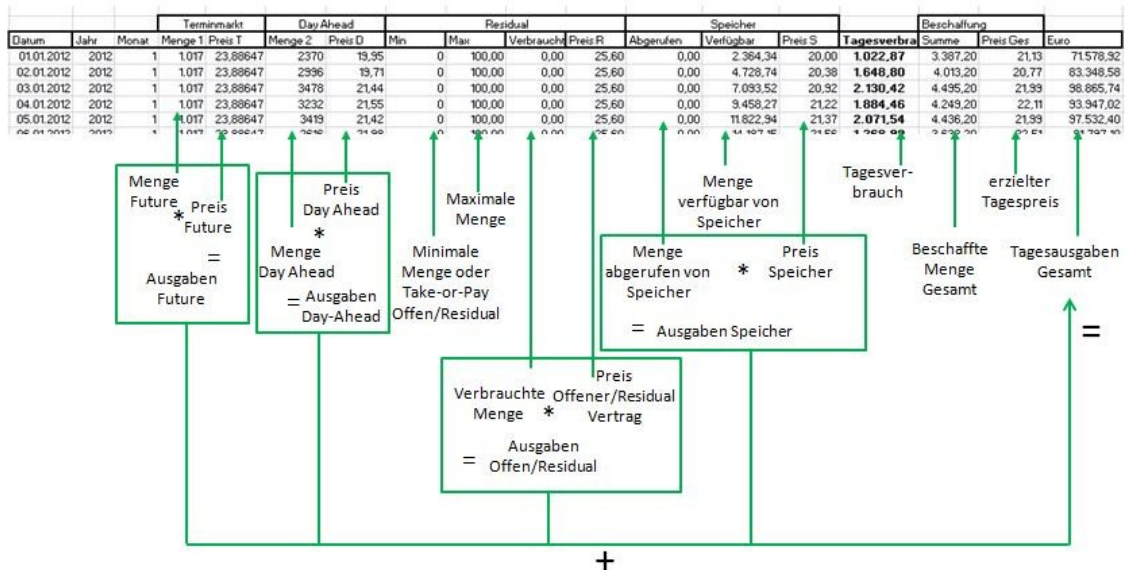 Terminmarkt Day Ahead Residual Speicher Beschaffung
Datum Jahr Monat Menge 1 Preis T Menge 2 Preis D Min Max Verbraucht Preis R Abgerufen Verfügbar Preis S Tagesverbra Summe Preis Ges Euro
01.01.2012 2012 1 1.017 23,88647 2370 19,95 0 100,00 0,00 25,60 0,00 2.364,34 20,00 1.022,87 3.387,20 21,13 71.578,92
02.01.2012 2012 1 1.017 23,88647 2996 19,71 0 100,00 0,00 25,60 0,00 4.728,74 20,38 1.648,80 4.013,20 20,77 83.348,58
03.01.2012 2012 1 1.017 23,88647 3478 21,44 0 100,00 0,00 25,60 0,00 7.093,52 20,92 2.130,42 4.495,20 21,99 98.865,74
04.01.2012 2012 1 1.017 23,88647 3232 21,55 0 100,00 0,00 25,60 0,00 9.458,27 21,22 1.884,46 4.249,20 22,11 93.947,02
05.01.2012 2012 1 1.017 23,88647 3419 21,42 0 100,00 0,00 25,60 0,00 11.822,94 21,37 2.071,54 4.436,20 21,99 97.532,40
Menge
Future
*
Preis
Future
=
Ausgaben
Future
Preis
Day Ahead
*
Menge
Day Ahead
= Ausgaben
Day-Ahead
Maximale
Menge
Minimale
Menge oder
Take-or-Pay
Offen/Residual
Menge
verfügbar von
Speicher
Menge
abgerufen von
Speicher
*
Preis
Speicher
= Ausgaben Speicher
Tagesver-
brauch
erzielter
Tagespreis
Beschaffte
Menge
Gesamt
Tagesausgaben
Gesamt
=
Verbrauchte
Menge
*
Preis
Offener/Residual
Vertrag
= Ausgaben
Offen/Residual
+